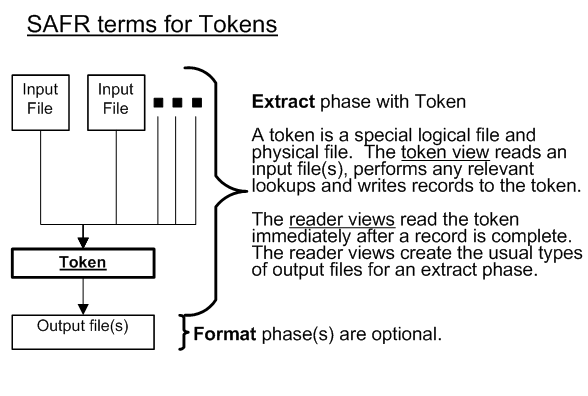 SAFR terms for Tokens
Input
File
Input
File
Extract phase with Token
A token is a special logical file and
physical file.  The token view reads an
input file(s), performs any relevant
lookups and writes records to the token.
The reader views read the token
immediately after a record is complete.
The reader views create the usual types
of output files for an extract phase.
Token
Output file(s)
Format phase(s) are optional.